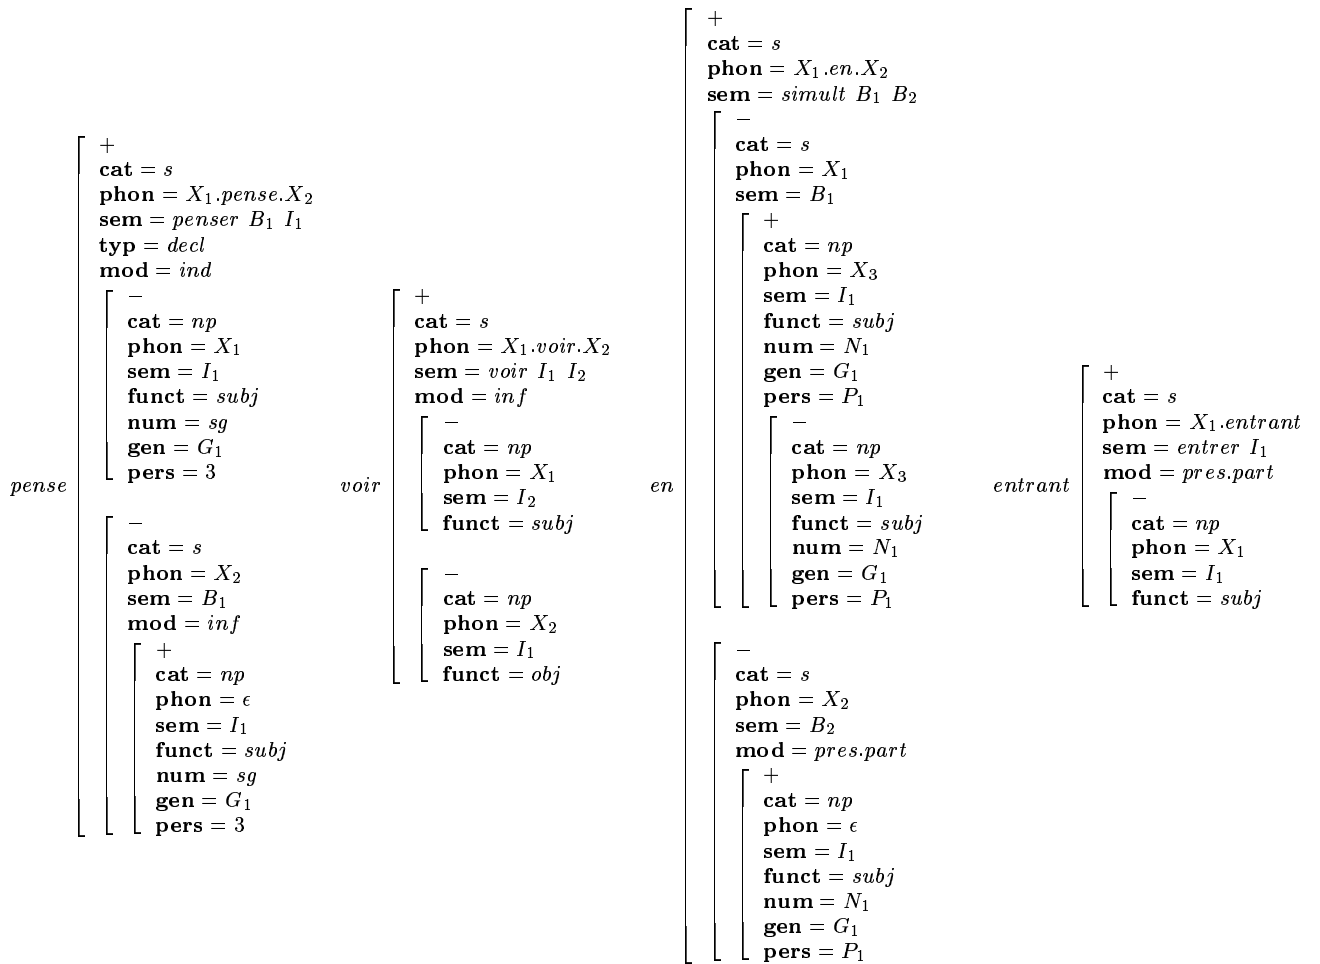 pense
+
cat = s
phon = X₁.pense.X₂
sem = penser B₁ I₁
typ = decl
mod = ind
−
cat = np
phon = X₁
sem = I₁
funct = subj
num = sg
gen = G₁
pers = 3
−
cat = s
phon = X₂
sem = B₁
mod = inf
+
cat = np
phon = ϵ
sem = I₁
funct = subj
num = sg
gen = G₁
pers = 3
voir
+
cat = s
phon = X₁.voir.X₂
sem = voir I₁ I₂
mod = inf
−
cat = np
phon = X₁
sem = I₂
funct = subj
−
cat = np
phon = X₂
sem = I₁
funct = obj
en
+
cat = s
phon = X₁.en.X₂
sem = simult B₁ B₂
−
cat = s
phon = X₁
sem = B₁
+
cat = np
phon = X₃
sem = I₁
funct = subj
num = N₁
gen = G₁
pers = P₁
−
cat = np
phon = X₃
sem = I₁
funct = subj
num = N₁
gen = G₁
pers = P₁
−
cat = s
phon = X₂
sem = B₂
mod = pres.part
+
cat = np
phon = ϵ
sem = I₁
funct = subj
num = N₁
gen = G₁
pers = P₁
entrant
+
cat = s
phon = X₁.entrant
sem = entrer I₁
mod = pres.part
−
cat = np
phon = X₁
sem = I₁
funct = subj